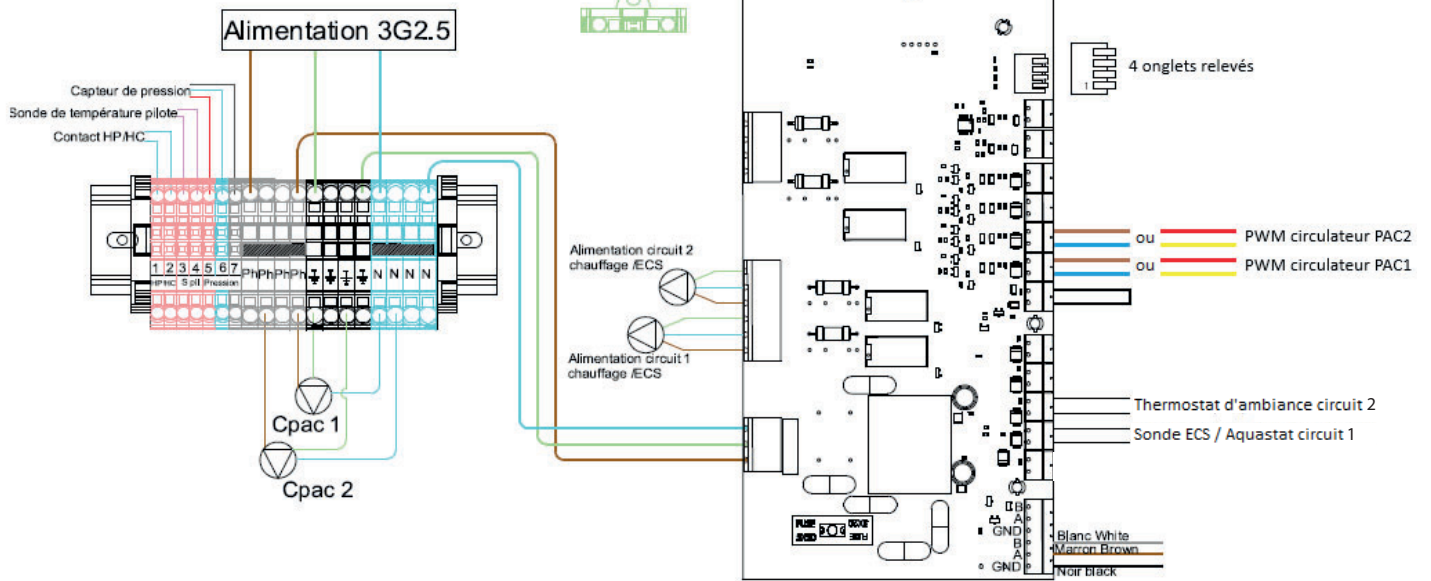 Alimentation 3G2.5
Capteur de pression
Sonde de température pilote
Contact HP/HC
1 2 3 4 5 6 7 Ph Ph Ph Ph N N N N
HP/HC Split Pression
Cpac 1
Cpac 2
Alimentation circuit 2
chauffage /ECS
Alimentation circuit 1
chauffage /ECS
4 onglets relevés
1
ou PWM circulateur PAC2
ou PWM circulateur PAC1
Thermostat d'ambiance circuit 2
Sonde ECS / Aquastat circuit 1
B
A
GND
B
A
GND
Blanc White
Marron Brown
Noir black